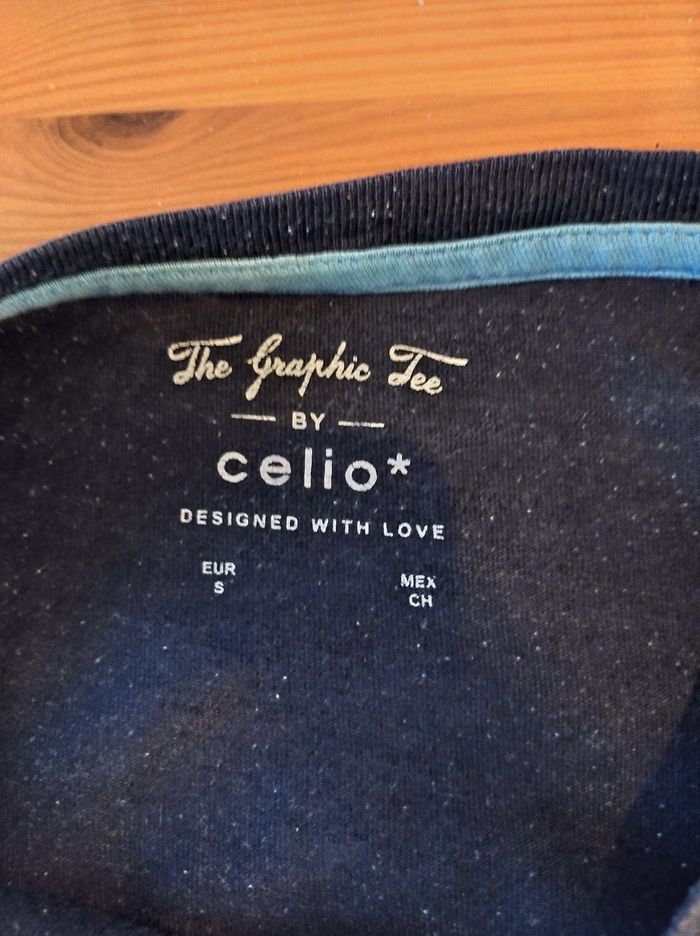 The Graphic Tee
BY
celio*
DESIGNED WITH LOVE
EUR MEX
S CH